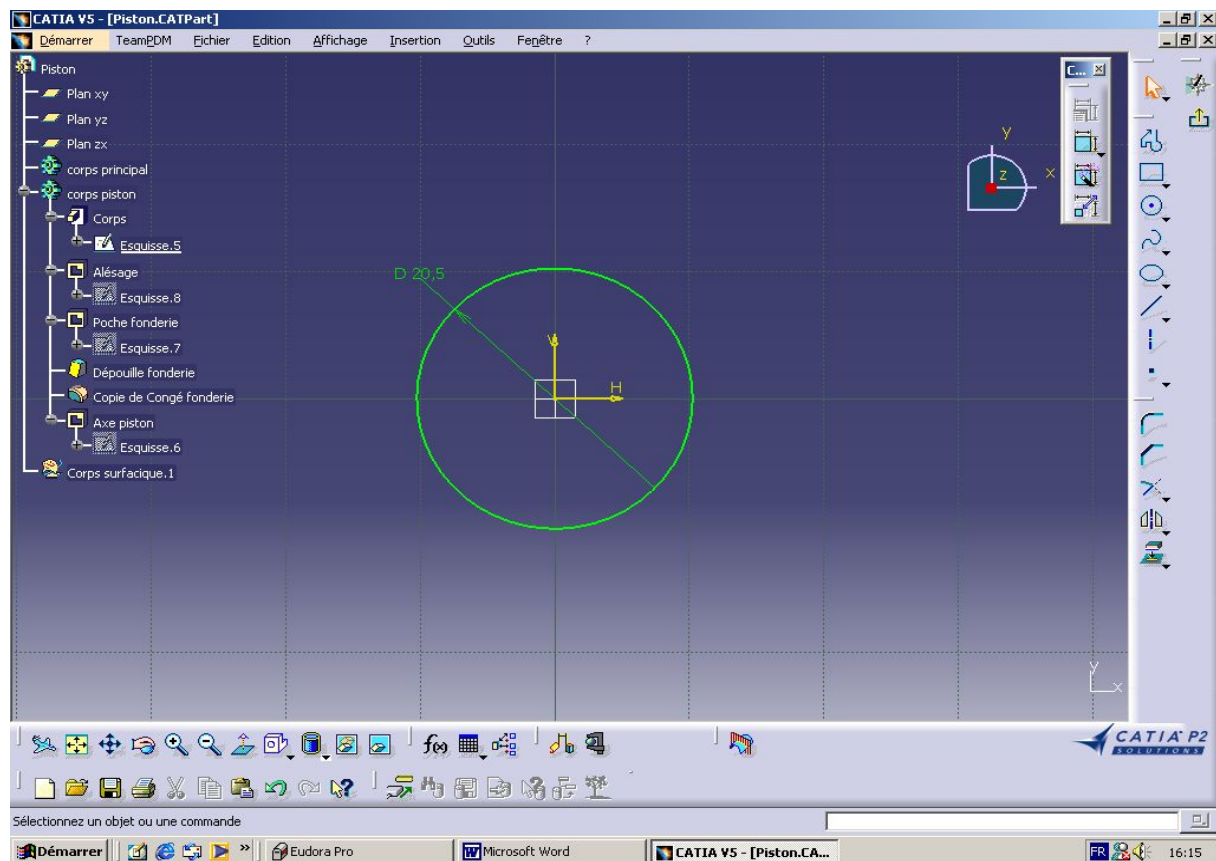 CATIA V5 - [Piston.CATPart]
Démarrer TeamPDM Fichier Edition Affichage Insertion Outils Fenêtre ?
Piston
Plan xy
Plan yz
Plan zx
corps principal
corps piston
Corps
Esquisse.5
Alésage
Esquisse.8
Poche fonderie
Esquisse.7
Dépouille fonderie
Copie de Congé fonderie
Axe piston
Esquisse.6
Corps surfacique.1
D 20,5
V
H
C...
y
z
x
y
x
f(x)
CATIA P2
SOLUTIONS
Sélectionnez un objet ou une commande
Démarrer
»
Eudora Pro
Microsoft Word
CATIA V5 - [Piston.CA...
FR
16:15